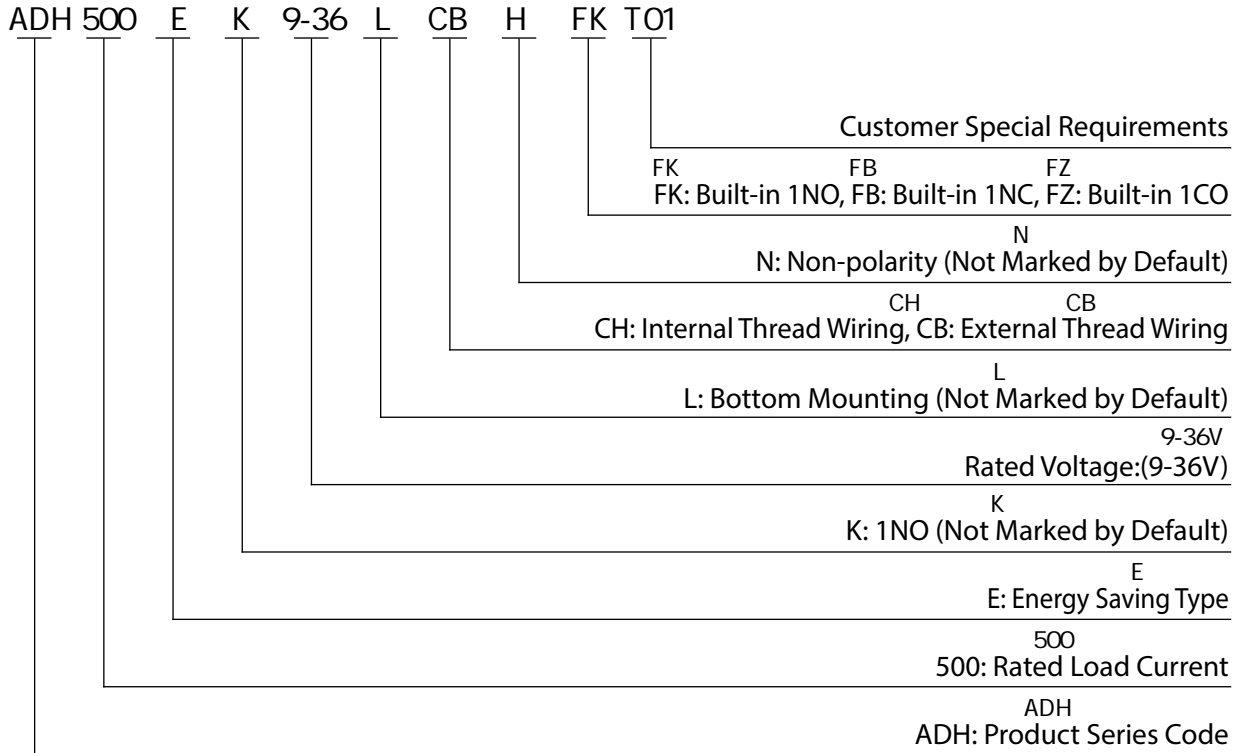 ADH 500 E K 9-36 L CB H FK T01
Customer Special Requirements
FK FB FZ
FK: Built-in 1NO, FB: Built-in 1NC, FZ: Built-in 1CO
N
N: Non-polarity (Not Marked by Default)
CH CB
CH: Internal Thread Wiring, CB: External Thread Wiring
L
L: Bottom Mounting (Not Marked by Default)
9-36V
Rated Voltage:(9-36V)
K
K: 1NO (Not Marked by Default)
E
E: Energy Saving Type
500
500: Rated Load Current
ADH
ADH: Product Series Code